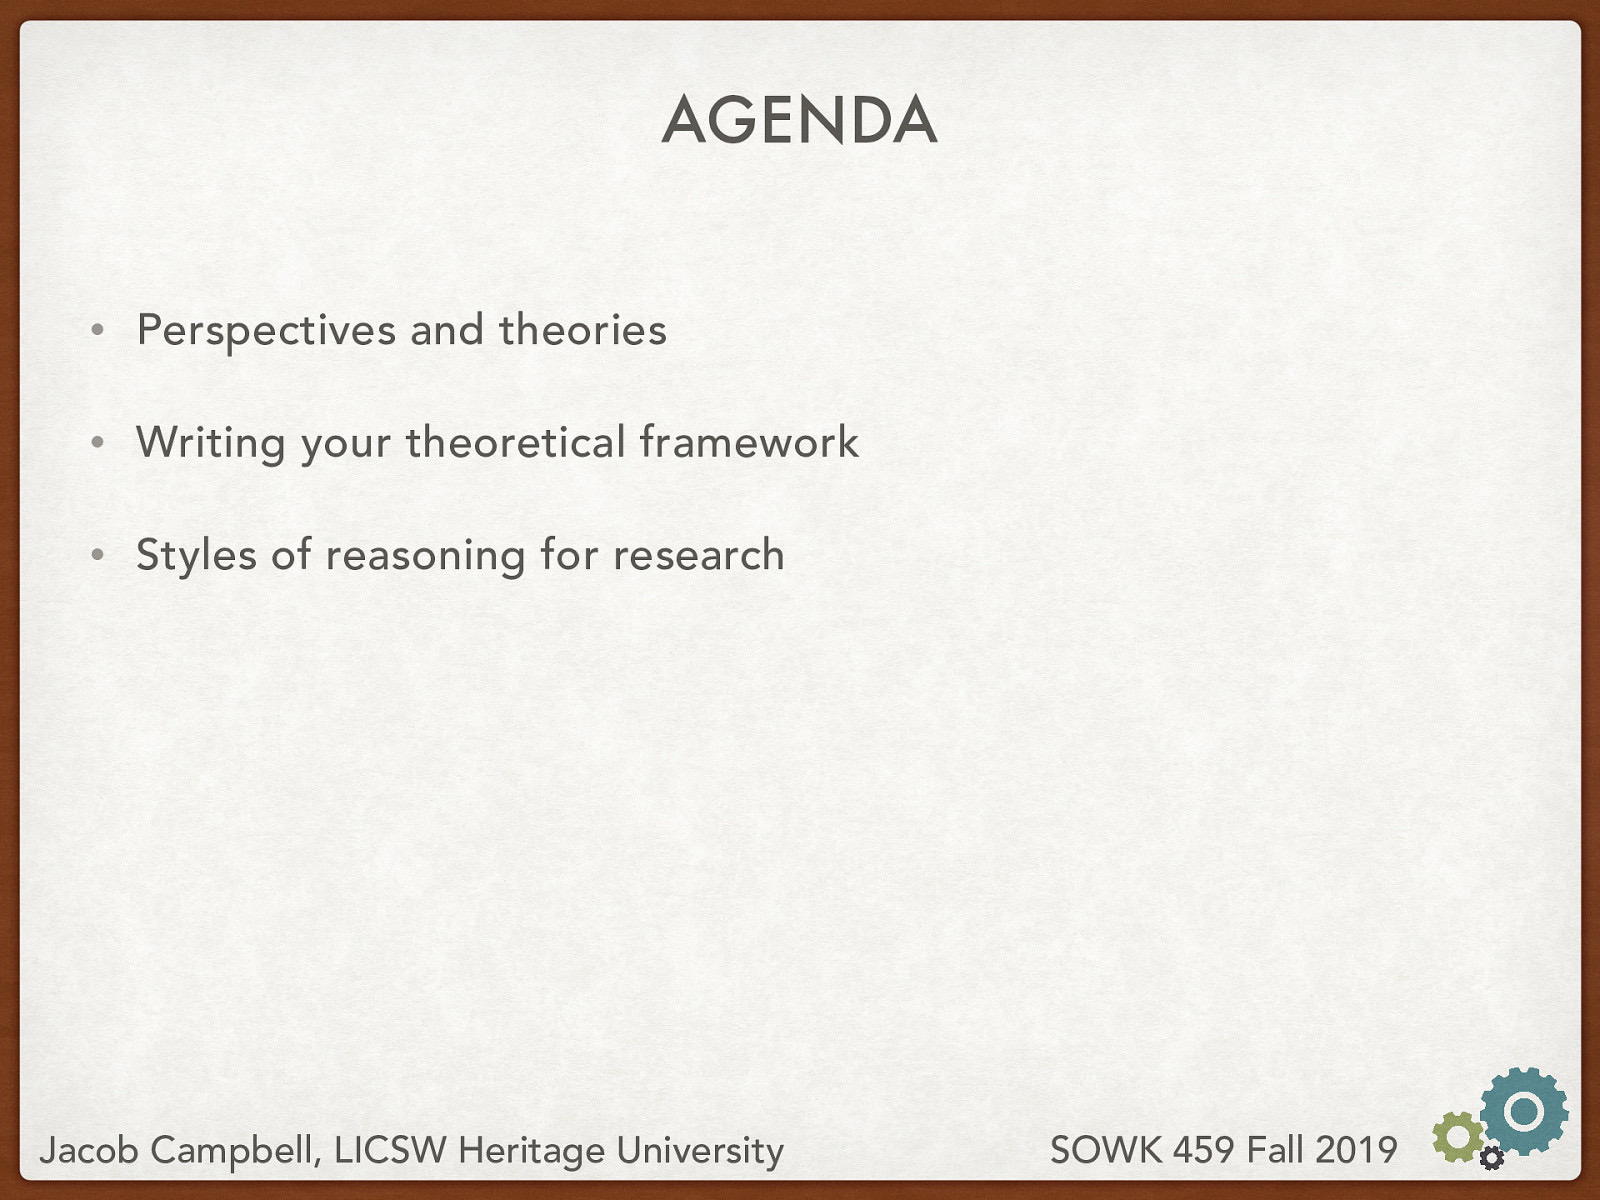 AGENDA
• Perspectives and theories
• Writing your theoretical framework
• Styles of reasoning for research
Jacob Campbell, LICSW Heritage University
SOWK 459 Fall 2019